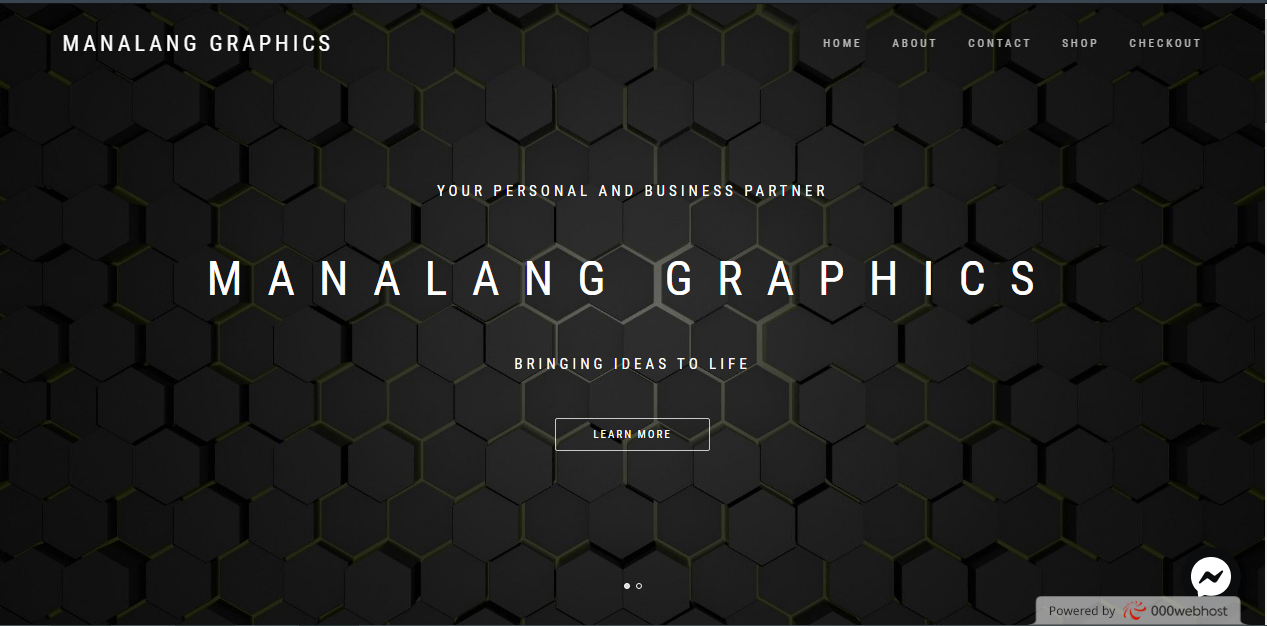 MANALANG GRAPHICS
HOME ABOUT CONTACT SHOP CHECKOUT
YOUR PERSONAL AND BUSINESS PARTNER
MANALANG GRAPHICS
BRINGING IDEAS TO LIFE
LEARN MORE
Powered by 000webhost